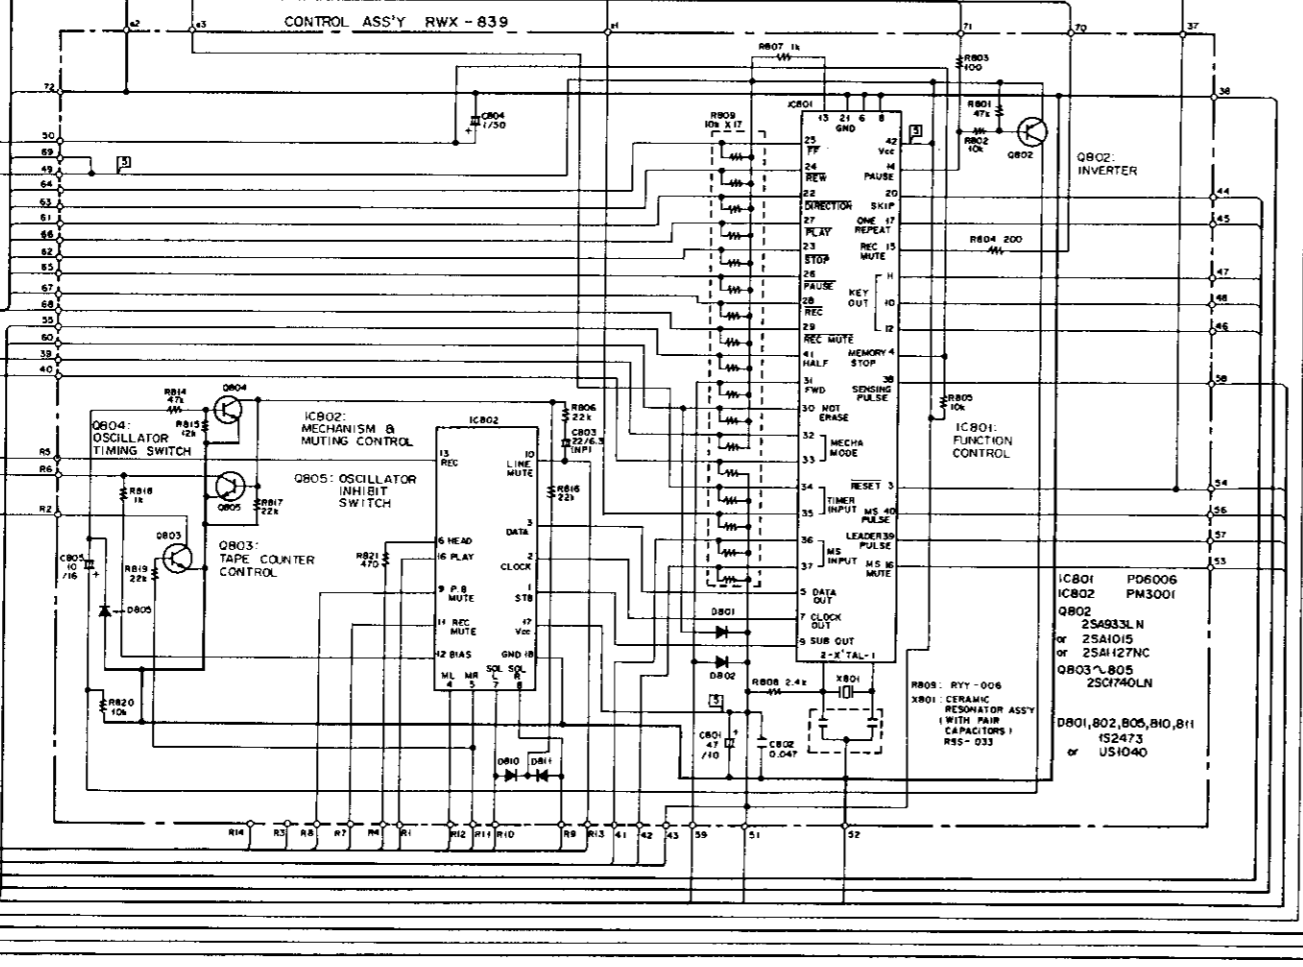 CONTROL ASS'Y RWX-839
62
63
61
71
70
37
72
50
69
49
64
63
61
66
62
65
67
68
55
60
39
40
R5
R6
R2
5
C804
1/50
R807 1k
R803
100
R801
47k
R802
10k
Q802
Q802:
INVERTER
R809
10k X17
IC801
13 21 6 8
GND
25
FF
24
REW
22
DIRECTION
27
PLAY
23
STOP
26
PAUSE
28
REC
29
REC MUTE
41
HALF
31
FWD
30 NOT
ERASE
32
MECHA
MODE
33
34
TIMER
INPUT
35
36
MS
INPUT
37
5 DATA
OUT
7 CLOCK
OUT
9 SUB OUT
2-X'TAL-1
42
Vcc
5
14
PAUSE
20
SKIP
ONE 17
REPEAT
REC 15
MUTE
R804 200
11
KEY
OUT
10
12
MEMORY 4
STOP
38
SENSING
PULSE
R805
10k
IC801:
FUNCTION
CONTROL
RESET 3
MS 40
PULSE
LEADER 39
PULSE
MS 16
MUTE
38
44
45
47
48
46
58
54
56
57
53
R814
47k
Q804
R815
12k
Q804:
OSCILLATOR
TIMING SWITCH
IC802:
MECHANISM &
MUTING CONTROL
Q805: OSCILLATOR
INHIBIT
SWITCH
R818
1k
Q805
R817
22k
Q803
Q803:
TAPE COUNTER
CONTROL
C805
10
/16
R819
22k
D805
R820
10k
R821
470
IC802
13
REC
10
LINE
MUTE
3
DATA
6 HEAD
16 PLAY
2
CLOCK
9 P.B
MUTE
1
STB
11 REC
MUTE
17
Vcc
12 BIAS
GND 18
ML MR SOL SOL
L R
4 5 7 8
R806
22k
C803
22/6.3
(NP)
R816
22k
D801
D802
5
R808 2.4k
X801
C801
47
/10
C802
0.047
D810 D811
IC801 PD6006
IC802 PM3001
Q802
2SA933LN
or 2SA1015
or 2SA1127NC
Q803~805
2SC1740LN
D801,802,805,810,811
1S2473
or US1040
R809: RYY-006
X801: CERAMIC
RESONATOR ASS'Y
(WITH PAIR
CAPACITORS)
RSS-033
R14 R3 R8 R7 R4 R1 R12 R11 R10 R9 R13 41 42 43 59 51 52